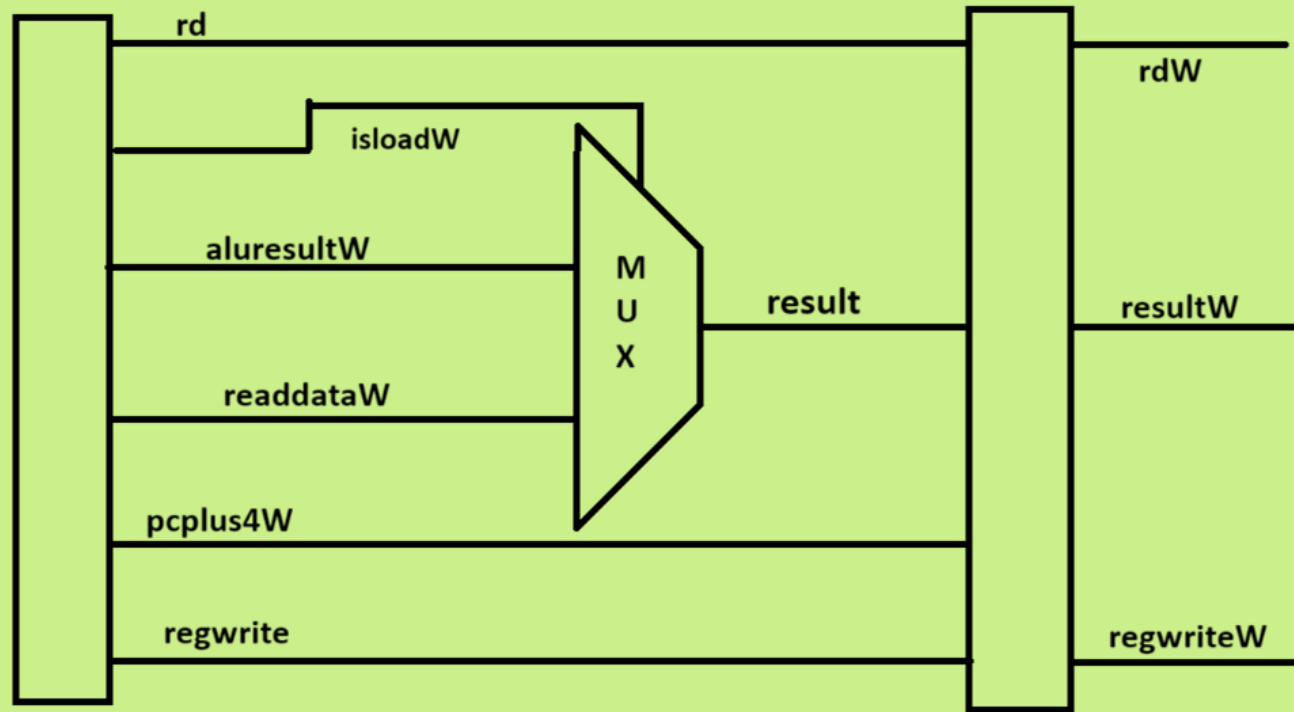 rd
rdW
isloadW
aluresultW
M
U
X
result
resultW
readdataW
pcplus4W
regwrite
regwriteW